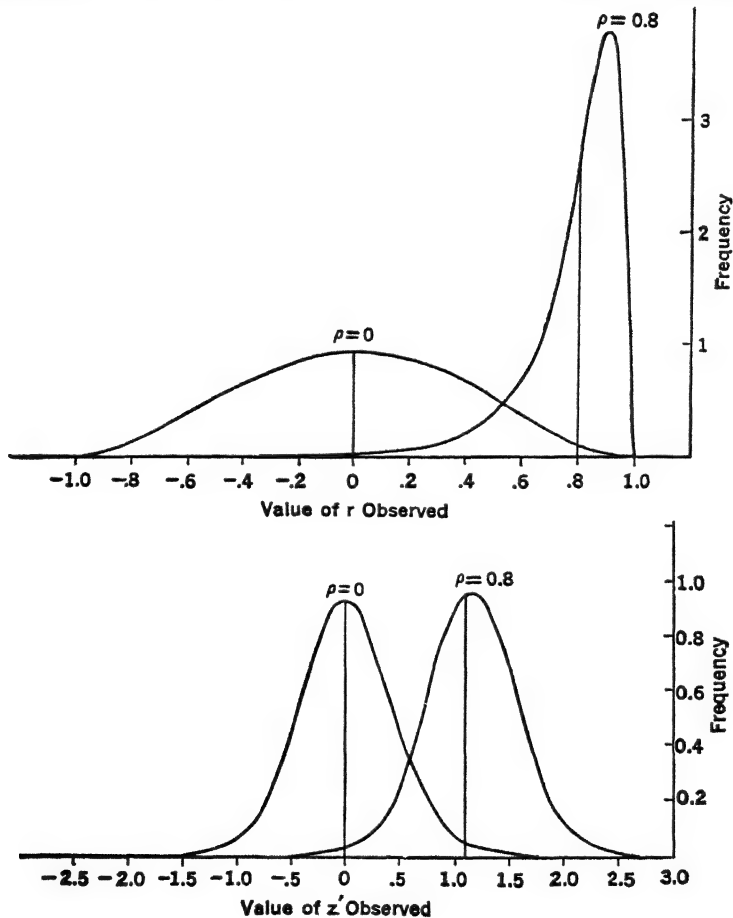 ρ=0.8
3
2
1
Frequency
ρ=0
-1.0 -.8 -.6 -.4 -.2 0 .2 .4 .6 .8 1.0
Value of r Observed
ρ=0
ρ=0.8
1.0
0.8
0.6
0.4
0.2
Frequency
-2.5 -2.0 -1.5 -1.0 -.5 0 .5 1.0 1.5 2.0 2.5 3.0
Value of z′ Observed